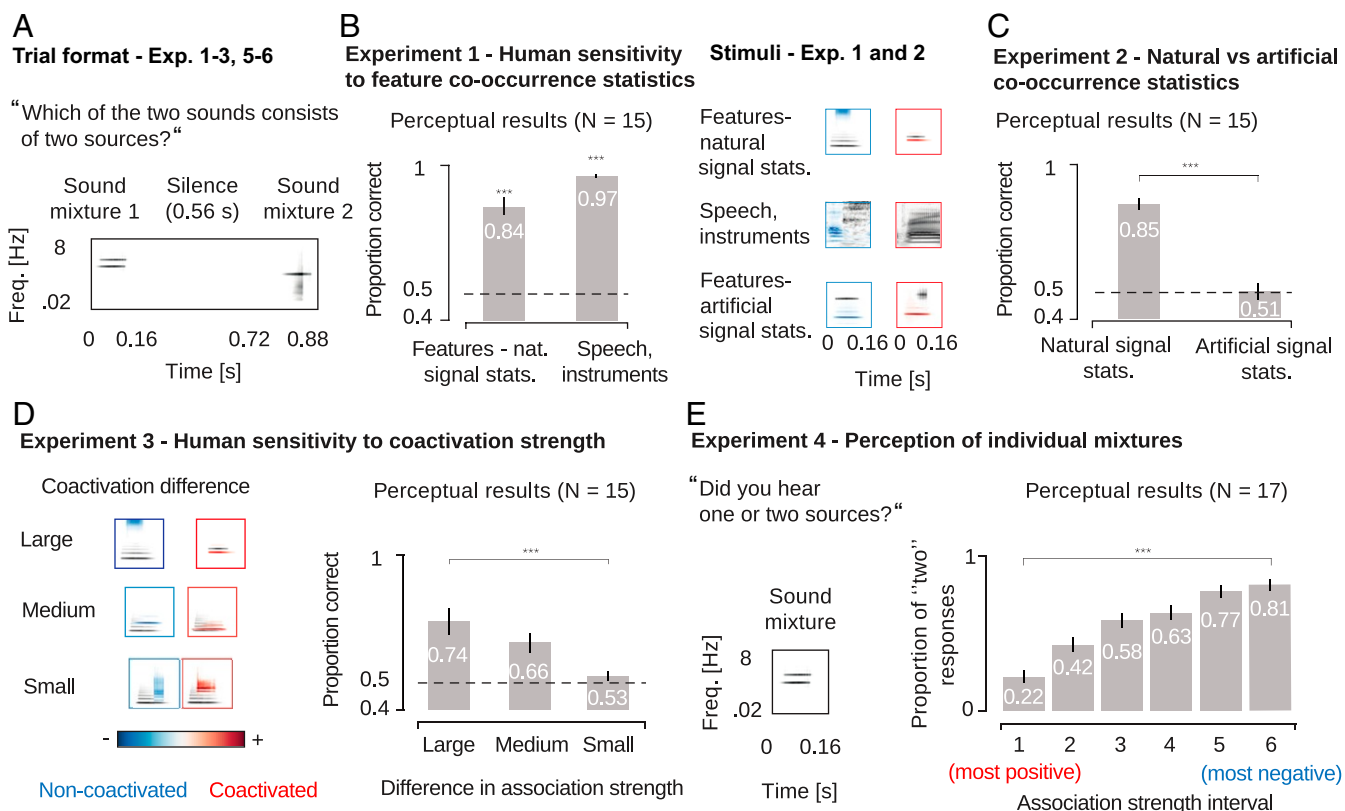 A
Trial format - Exp. 1-3, 5-6
“Which of the two sounds consists
of two sources?“
Sound
mixture 1
Silence
(0.56 s)
Sound
mixture 2
Freq. [Hz]
8
.02
0
0.16
0.72
0.88
Time [s]
B
Experiment 1 - Human sensitivity
to feature co-occurrence statistics
Perceptual results (N = 15)
Proportion correct
1
0.5
0.4
***
0.84
***
0.97
Features - nat.
signal stats.
Speech,
instruments
Stimuli - Exp. 1 and 2
Features-
natural
signal stats.
Speech,
instruments
Features-
artificial
signal stats.
0 0.16
0 0.16
Time [s]
C
Experiment 2 - Natural vs artificial
co-occurrence statistics
Perceptual results (N = 15)
Proportion correct
1
0.5
0.4
***
0.85
0.51
Natural signal
stats.
Artificial signal
stats.
D
Experiment 3 - Human sensitivity to coactivation strength
Coactivation difference
Large
Medium
Small
- +
Non-coactivated
Coactivated
Perceptual results (N = 15)
Proportion correct
1
0.5
0.4
***
0.74
0.66
0.53
Large
Medium
Small
Difference in association strength
E
Experiment 4 - Perception of individual mixtures
“Did you hear
one or two sources?“
Sound
mixture
Freq. [Hz]
8
0.02
0
0.16
Time [s]
Perceptual results (N = 17)
Proportion of ''two''
responses
1
0
***
0.22
0.42
0.58
0.63
0.77
0.81
1 2 3 4 5 6
(most positive)
(most negative)
Association strength interval